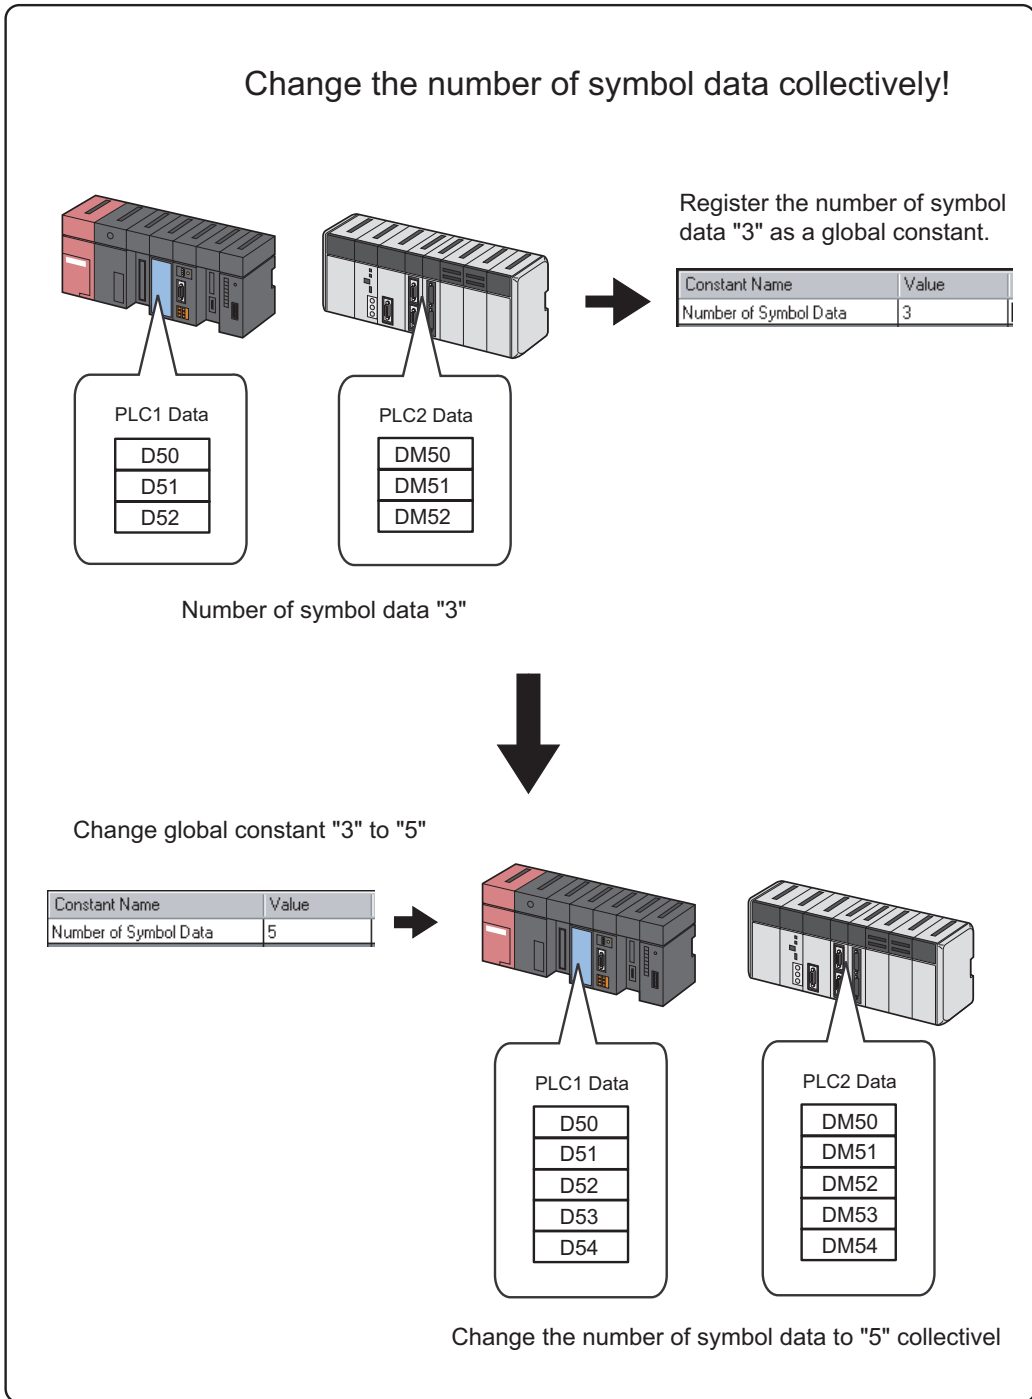 Change the number of symbol data collectively!
Register the number of symbol
data "3" as a global constant.
Constant Name Value
Number of Symbol Data 3
PLC1 Data
D50
D51
D52
PLC2 Data
DM50
DM51
DM52
Number of symbol data "3"
Change global constant "3" to "5"
Constant Name Value
Number of Symbol Data 5
PLC1 Data
D50
D51
D52
D53
D54
PLC2 Data
DM50
DM51
DM52
DM53
DM54
Change the number of symbol data to "5" collectivel